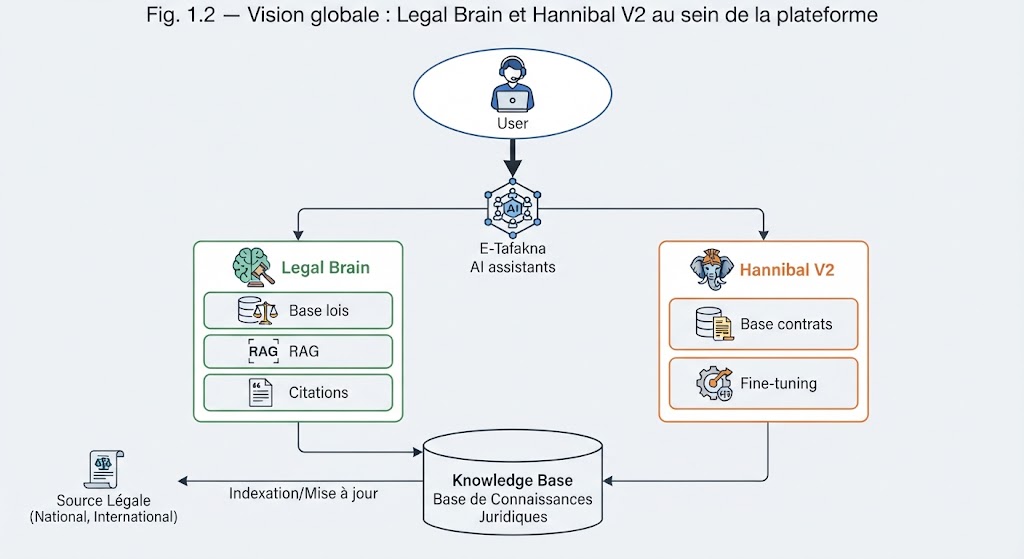 Fig. 1.2 — Vision globale : Legal Brain et Hannibal V2 au sein de la plateforme
User
AI
E-Tafakna
AI assistants
Legal Brain
Base lois
RAG RAG
Citations
Hannibal V2
Base contrats
Fine-tuning
Knowledge Base
Base de Connaissances
Juridiques
Indexation/Mise à jour
Source Légale
(National, International)